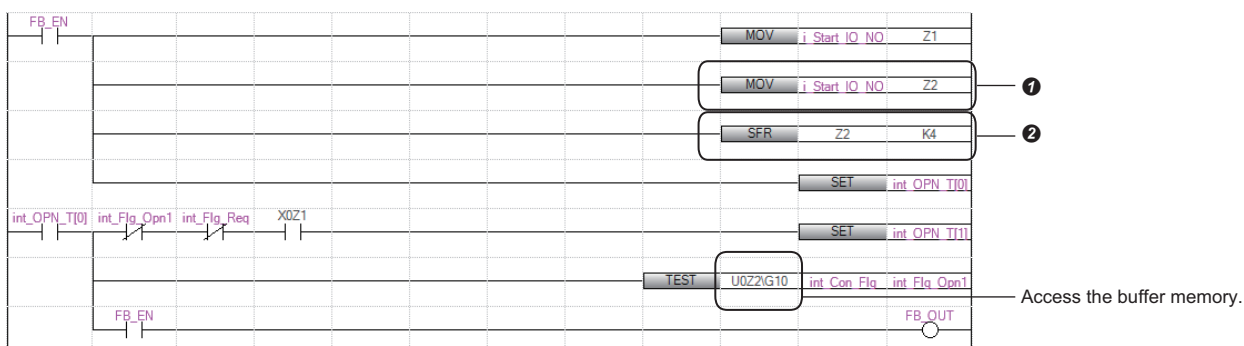 FB_EN
MOV i_Start_IO_NO Z1
MOV i_Start_IO_NO Z2 ❶
SFR Z2 K4 ❷
SET int_OPN_T[0]
int_OPN_T[0] int_Flg_Opn1 int_Flg_Req X0Z1
SET int_OPN_T[1]
TEST U0Z2\G10 int_Con_Flg int_Flg_Opn1
Access the buffer memory.
FB_EN FB_OUT